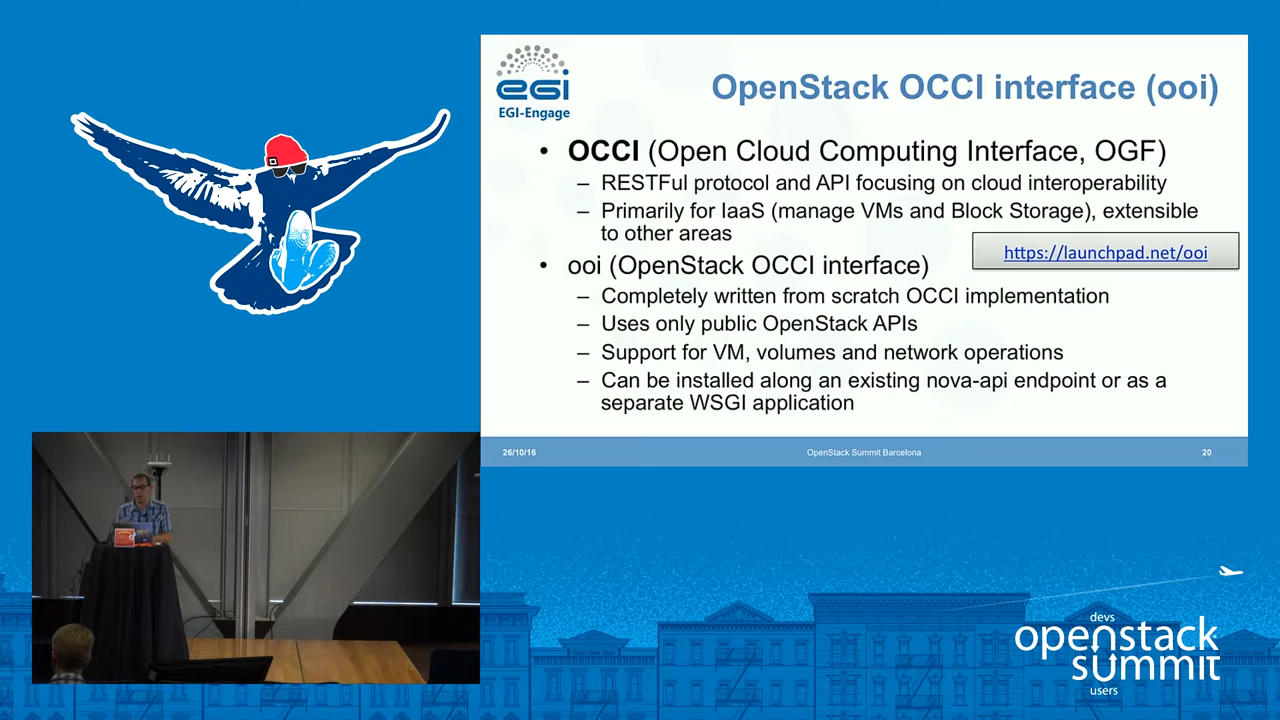 egi
EGI-Engage
OpenStack OCCI interface (ooi)
• OCCI (Open Cloud Computing Interface, OGF)
– RESTFul protocol and API focusing on cloud interoperability
– Primarily for IaaS (manage VMs and Block Storage), extensible
to other areas
https://launchpad.net/ooi
• ooi (OpenStack OCCI interface)
– Completely written from scratch OCCI implementation
– Uses only public OpenStack APIs
– Support for VM, volumes and network operations
– Can be installed along an existing nova-api endpoint or as a
separate WSGI application
26/10/16
OpenStack Summit Barcelona
20
devs
openstack
summit
users